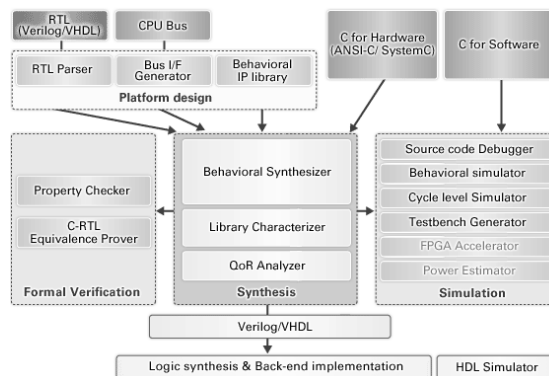 RTL
(Verilog/VHDL)
CPU Bus
C for Hardware
(ANSI-C/ SystemC)
C for Software
RTL Parser
Bus I/F
Generator
Behavioral
IP library
Platform design
Property Checker
C-RTL
Equivalence Prover
Formal Verification
Behavioral Synthesizer
Library Characterizer
QoR Analyzer
Synthesis
Source code Debugger
Behavioral simulator
Cycle level Simulator
Testbench Generator
FPGA Accelerator
Power Estimator
Simulation
Verilog/VHDL
Logic synthesis & Back-end implementation
HDL Simulator